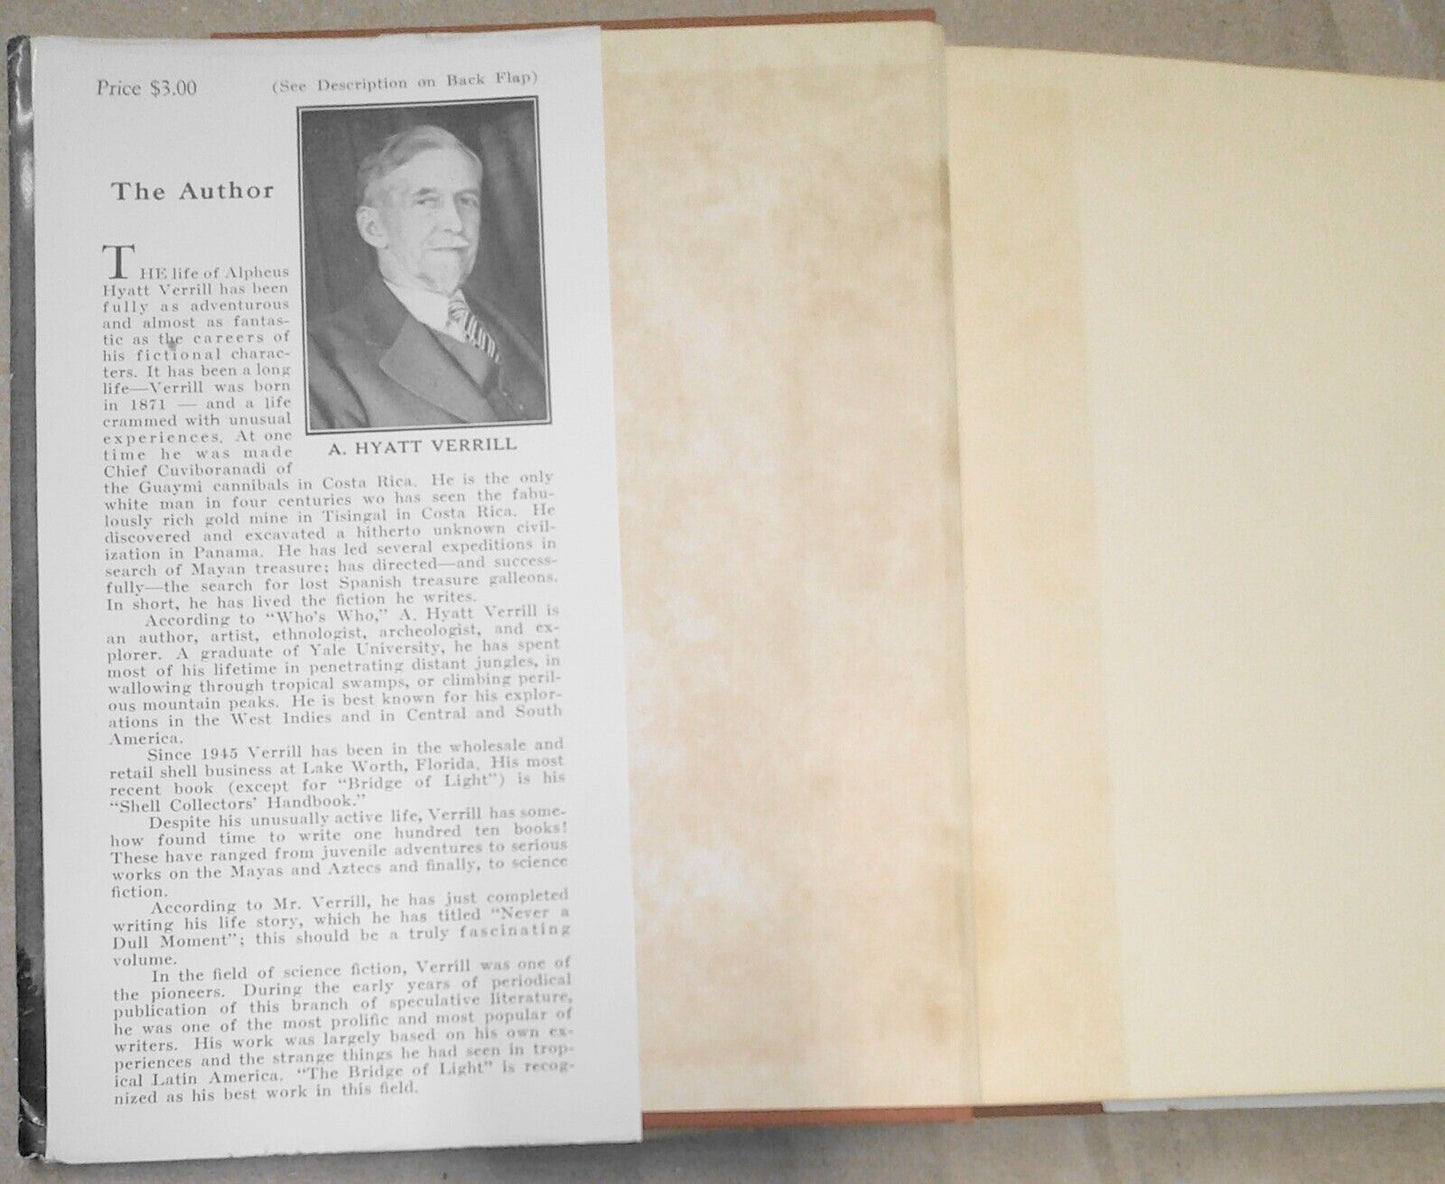 Price $3.00
(See Description on Back Flap)
The Author
THE life of Alpheus
Hyatt Verrill has been
fully as adventurous
and almost as fantas-
tic as the careers of
his fictional charac-
ters. It has been a long
life—Verrill was born
in 1871 — and a life
crammed with unusual
experiences. At one
time he was made
Chief Cuviboranadi of
A. HYATT VERRILL
the Guaymi cannibals in Costa Rica. He is the only
white man in four centuries wo has seen the fabu-
lously rich gold mine in Tisingal in Costa Rica. He
discovered and excavated a hitherto unknown civil-
ization in Panama. He has led several expeditions in
search of Mayan treasure; has directed—and success-
fully—the search for lost Spanish treasure galleons.
In short, he has lived the fiction he writes.
According to "Who's Who," A. Hyatt Verrill is
an author, artist, ethnologist, archeologist, and ex-
plorer. A graduate of Yale University, he has spent
most of his lifetime in penetrating distant jungles, in
wallowing through tropical swamps, or climbing peril-
ous mountain peaks. He is best known for his explor-
ations in the West Indies and in Central and South
America.
Since 1945 Verrill has been in the wholesale and
retail shell business at Lake Worth, Florida. His most
recent book (except for "Bridge of Light") is his
"Shell Collectors' Handbook."
Despite his unusually active life, Verrill has some-
how found time to write one hundred ten books!
These have ranged from juvenile adventures to serious
works on the Mayas and Aztecs and finally, to science
fiction.
According to Mr. Verrill, he has just completed
writing his life story, which he has titled "Never a
Dull Moment"; this should be a truly fascinating
volume.
In the field of science fiction, Verrill was one of
the pioneers. During the early years of periodical
publication of this branch of speculative literature,
he was one of the most prolific and most popular of
writers. His work was largely based on his own ex-
periences and the strange things he had seen in trop-
ical Latin America. "The Bridge of Light" is recog-
nized as his best work in this field.